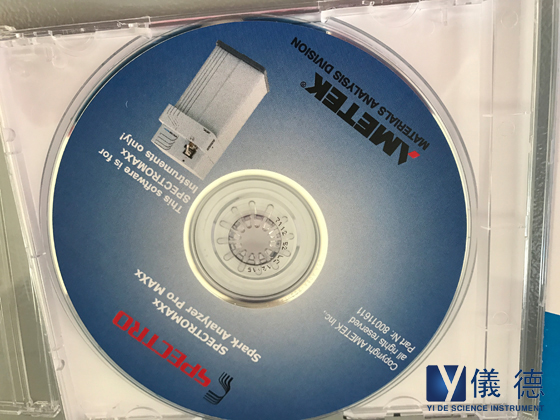 SPECTRO
SPECTROMAXx
Spark Analyzer Pro MAXx
Copyright AMETEK Inc.
all rights reserved
Part Nr. 80011611
This software is for
SPECTROMAXx
Instruments only!
AMETEK®
MATERIALS ANALYSIS DIVISION
儀德
YI DE SCIENCE INSTRUMENT